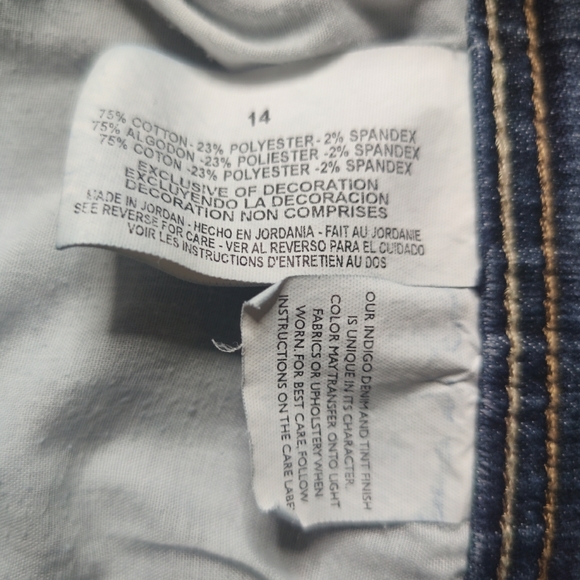 14
75% COTTON - 23% POLYESTER - 2% SPANDEX
75% ALGODON -23% POLIESTER -2% SPANDEX
75% COTON -23% POLYESTER -2% SPANDEX
EXCLUSIVE OF DECORATION
EXCLUYENDO LA DECORACION
DECORATION NON COMPRISES
MADE IN JORDAN - HECHO EN JORDANIA - FAIT AU JORDANIE
SEE REVERSE FOR CARE - VER AL REVERSO PARA EL CUIDADO
VOIR LES INSTRUCTIONS D'ENTRETIEN AU DOS
OUR INDIGO DENIM AND TINT FINISH
IS UNIQUE IN ITS CHARACTER.
COLOR MAY TRANSFER ONTO LIGHT
FABRICS OR UPHOLSTERY WHEN
WORN. FOR BEST CARE, FOLLOW
INSTRUCTIONS ON THE CARE LABEL